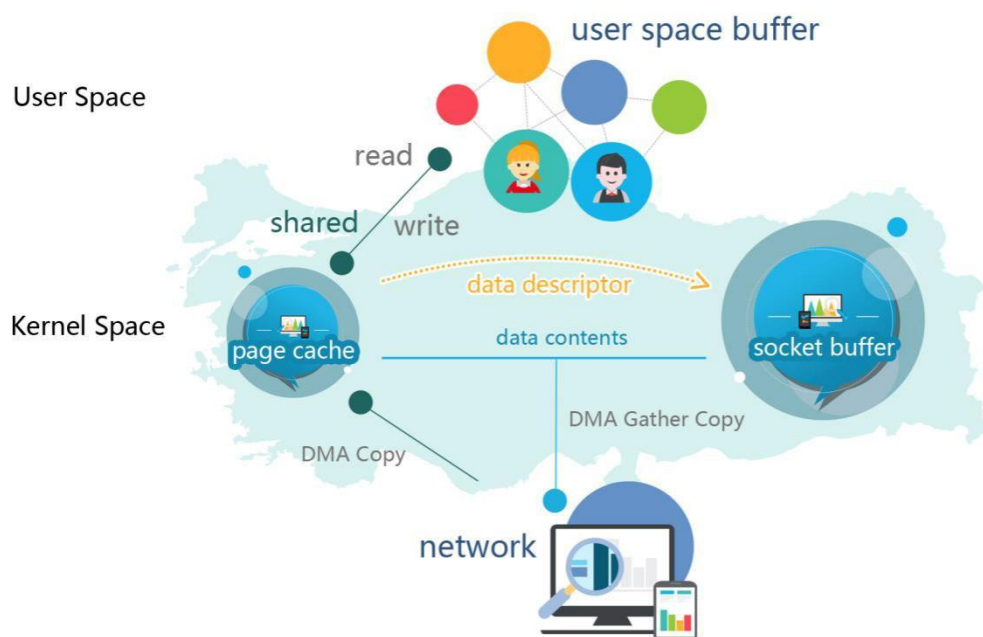 user space buffer
User Space
read
shared
write
data descriptor
Kernel Space
data contents
page cache
socket buffer
DMA Gather Copy
DMA Copy
network